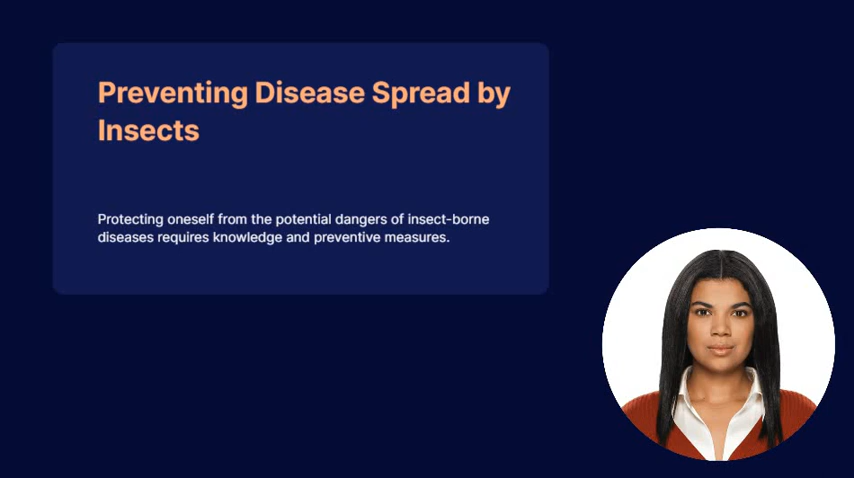 Preventing Disease Spread by
Insects
Protecting oneself from the potential dangers of insect-borne
diseases requires knowledge and preventive measures.